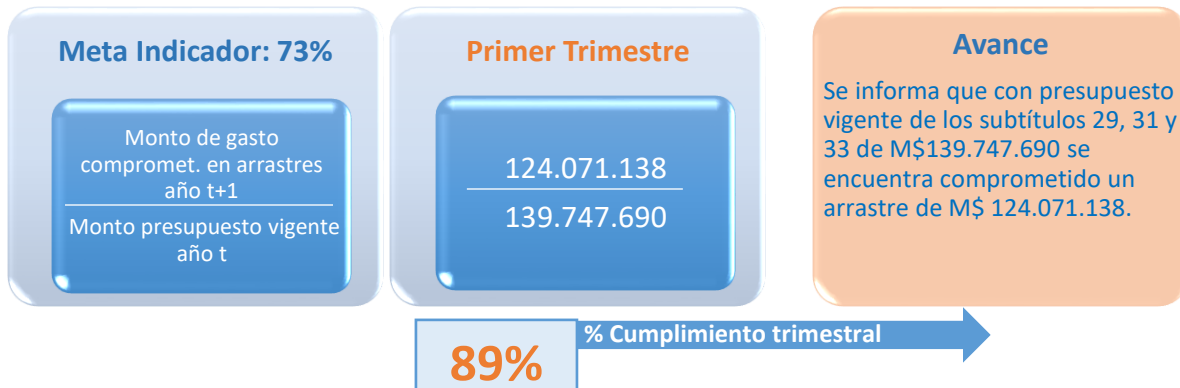 Meta Indicador: 73%
Monto de gasto
compromet. en arrastres
año t+1
Monto presupuesto vigente
año t
Primer Trimestre
124.071.138
139.747.690
Avance
Se informa que con presupuesto
vigente de los subtítulos 29, 31 y
33 de M$139.747.690 se
encuentra comprometido un
arrastre de M$ 124.071.138.
% Cumplimiento trimestral
89%